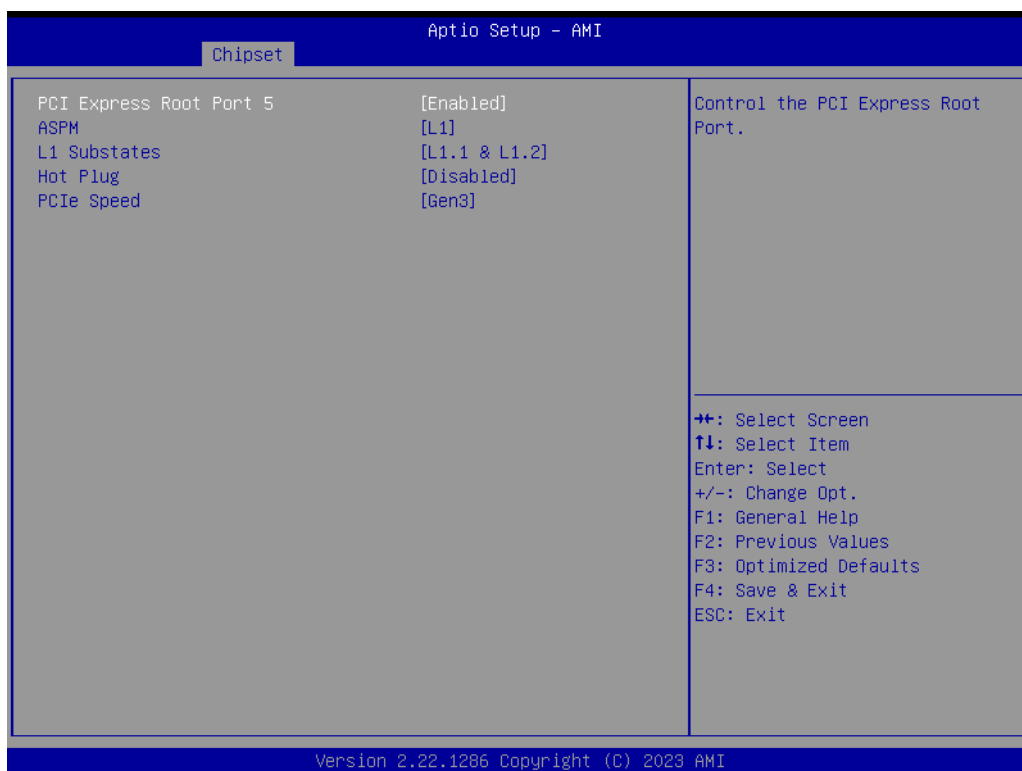 Aptio Setup – AMI
Chipset
PCI Express Root Port 5 [Enabled]
ASPM [L1]
L1 Substates [L1.1 & L1.2]
Hot Plug [Disabled]
PCIe Speed [Gen3]
Control the PCI Express Root
Port.
→←: Select Screen
↑↓: Select Item
Enter: Select
+/-: Change Opt.
F1: General Help
F2: Previous Values
F3: Optimized Defaults
F4: Save & Exit
ESC: Exit
Version 2.22.1286 Copyright (C) 2023 AMI